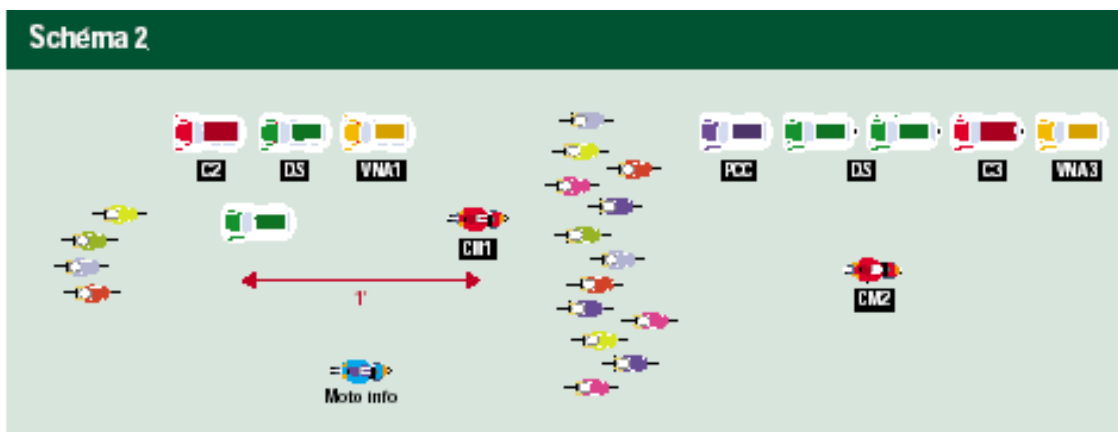 Schéma 2
C2 DS VNA1 PCC DS C3 VNA3
CM1
1'
CM2
Moto info